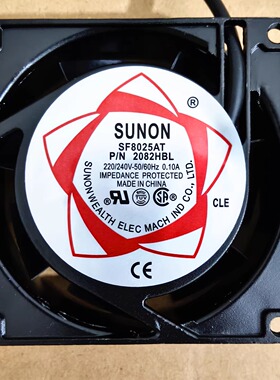 ®
SUNON
SF8025AT
P/N 2082HBL
220/240V-50/60Hz 0.10A
IMPEDANCE PROTECTED
MADE IN CHINA
SUNONWEALTH ELEC MACH IND CO., LTD.
CLE
CE